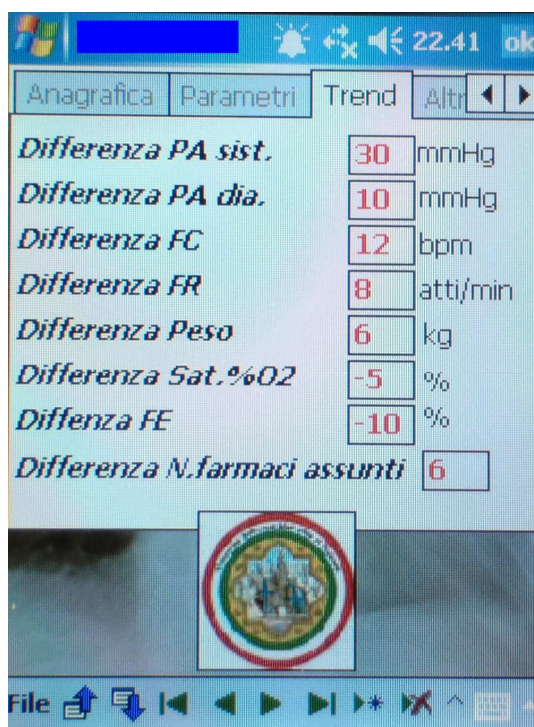 22.41 ok
Anagrafica Parametri Trend Altr
Differenza PA sist. 30 mmHg
Differenza PA dia. 10 mmHg
Differenza FC 12 bpm
Differenza FR 8 atti/min
Differenza Peso 6 kg
Differenza Sat.%O2 -5 %
Diffenza FE -10 %
Differenza N.farmaci assunti 6
File